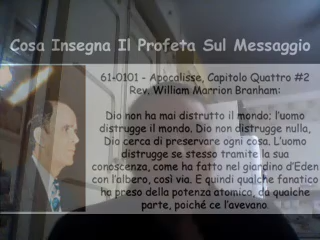 Cosa Insegna Il Profeta Sul Messaggio
61-0101 - Apocalisse, Capitolo Quattro #2
Rev. William Marrion Branham:
Dio non ha mai distrutto il mondo; l'uomo
distrugge il mondo. Dio non distrugge nulla,
Dio cerca di preservare ogni cosa. L'uomo
distrugge se stesso tramite la sua
conoscenza, come ha fatto nel giardino d'Eden
con l'albero, così via. E quindi qualche fanatico
ha preso della potenza atomica, da qualche
parte, poiché ce l'avevano